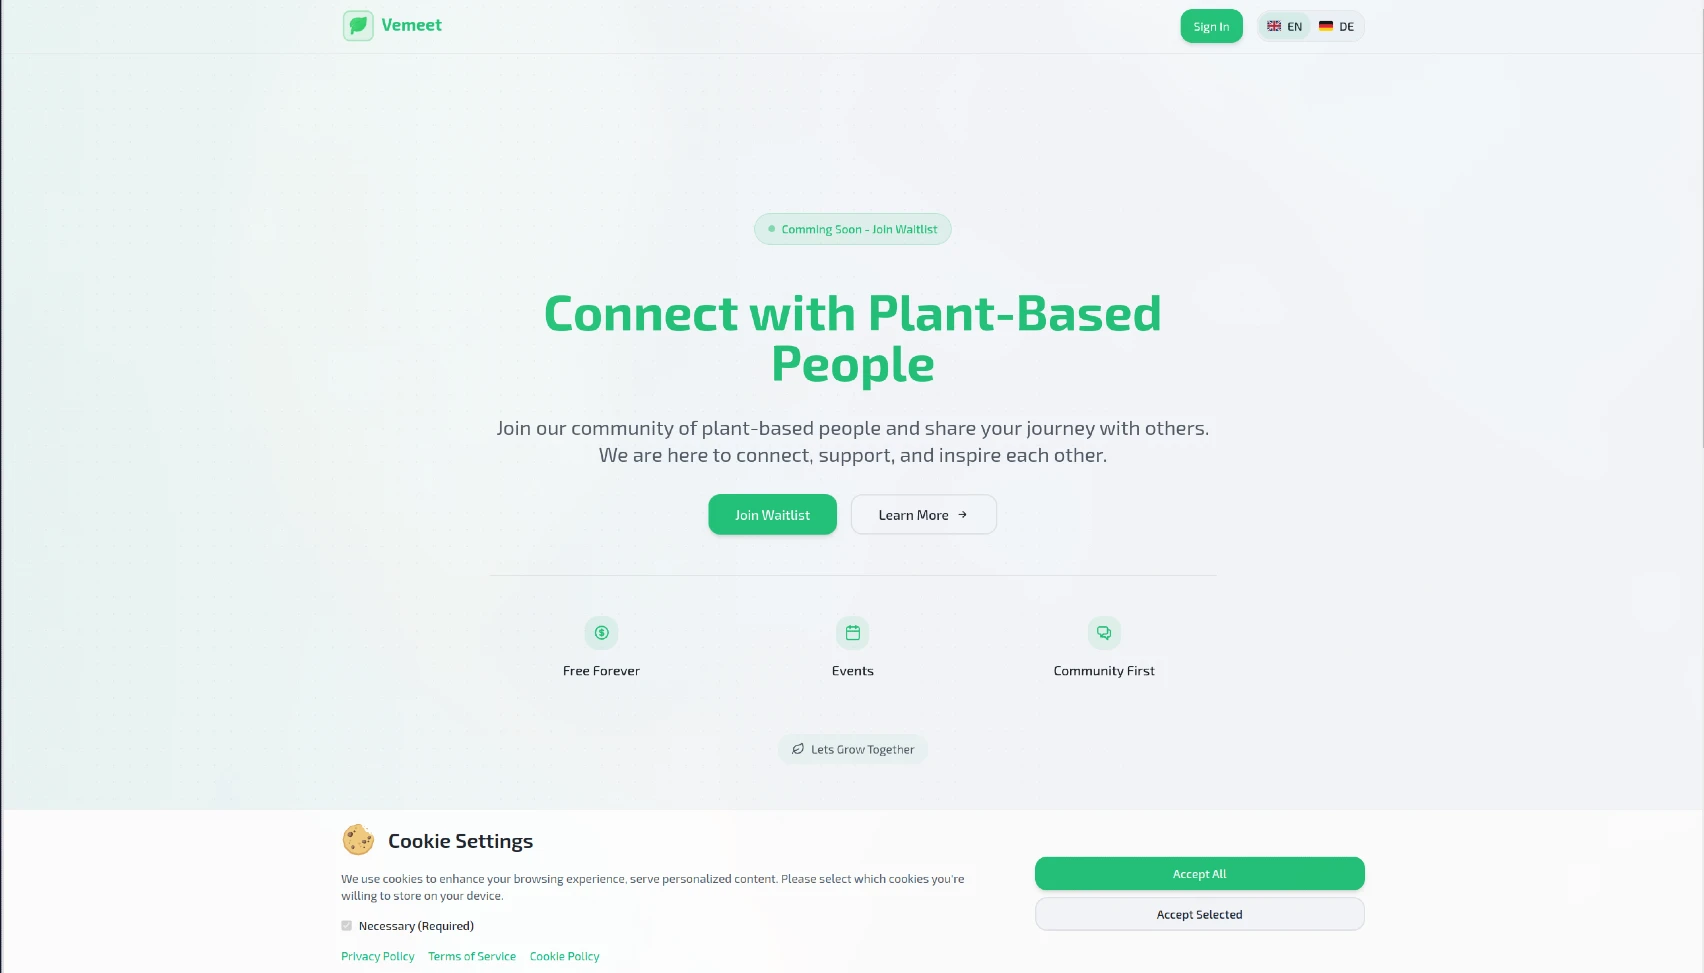 Vemeet
Sign In
EN
DE
Comming Soon - Join Waitlist
Connect with Plant-Based
People
Join our community of plant-based people and share your journey with others.
We are here to connect, support, and inspire each other.
Join Waitlist
Learn More →
Free Forever
Events
Community First
Lets Grow Together
Cookie Settings
We use cookies to enhance your browsing experience, serve personalized content. Please select which cookies you're
willing to store on your device.
Necessary (Required)
Privacy Policy Terms of Service Cookie Policy
Accept All
Accept Selected